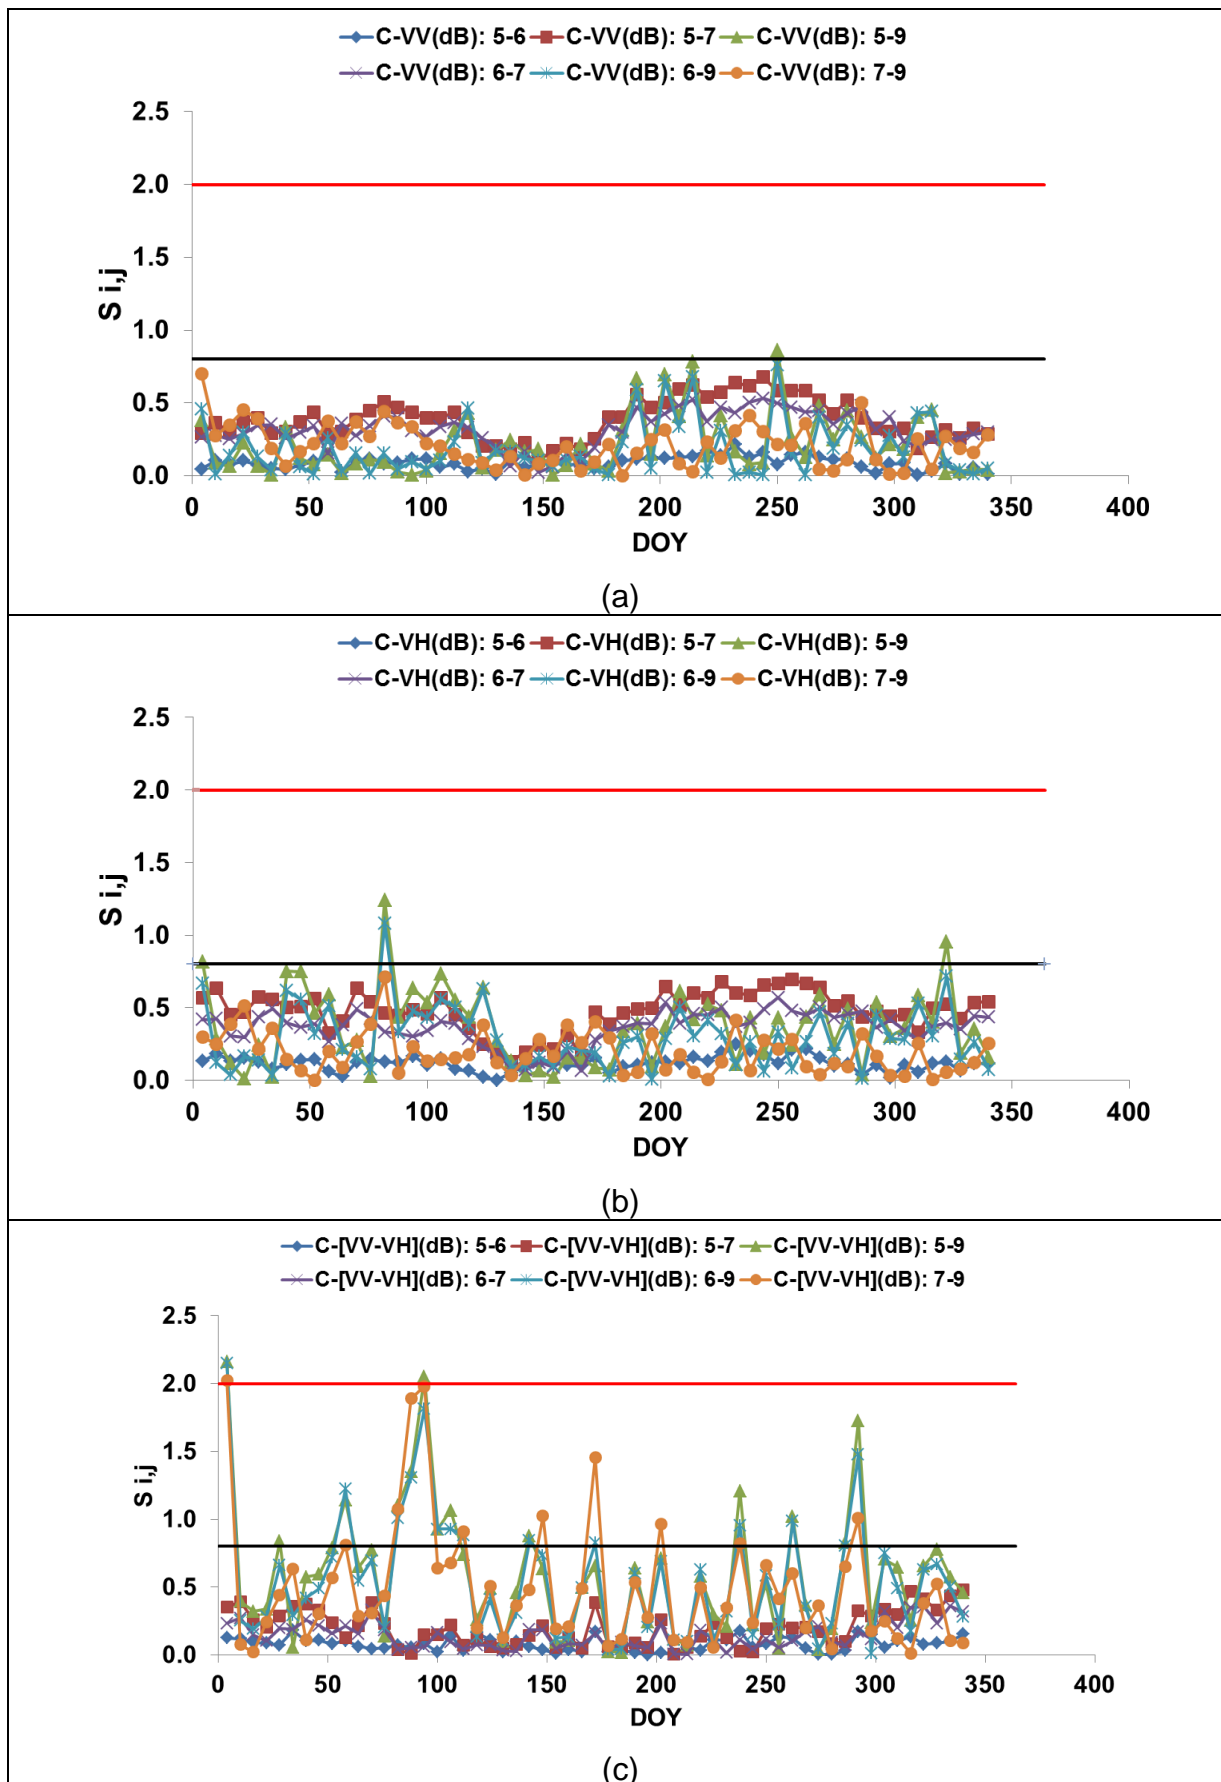 C-VV(dB): 5-6 C-VV(dB): 5-7 C-VV(dB): 5-9
C-VV(dB): 6-7 C-VV(dB): 6-9 C-VV(dB): 7-9
2.5
2.0
1.5
1.0
0.5
0.0
S i,j
0 50 100 150 200 250 300 350 400
DOY
(a)
C-VH(dB): 5-6 C-VH(dB): 5-7 C-VH(dB): 5-9
C-VH(dB): 6-7 C-VH(dB): 6-9 C-VH(dB): 7-9
2.5
2.0
1.5
1.0
0.5
0.0
S i,j
0 50 100 150 200 250 300 350 400
DOY
(b)
C-[VV-VH](dB): 5-6 C-[VV-VH](dB): 5-7 C-[VV-VH](dB): 5-9
C-[VV-VH](dB): 6-7 C-[VV-VH](dB): 6-9 C-[VV-VH](dB): 7-9
2.5
2.0
1.5
1.0
0.5
0.0
S i,j
0 50 100 150 200 250 300 350 400
DOY
(c)